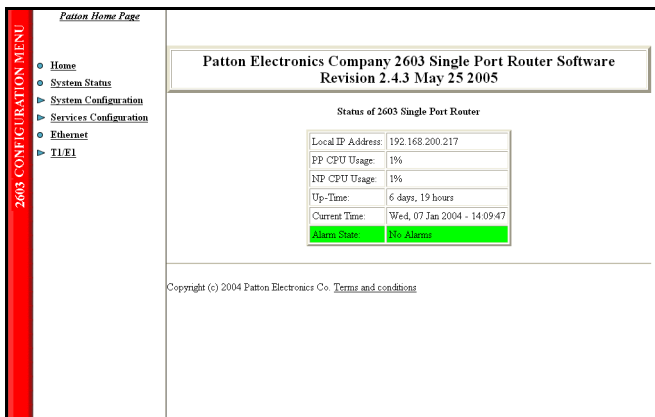 2603 CONFIGURATION MENU
Patton Home Page
Home
System Status
System Configuration
Services Configuration
Ethernet
T1/E1
Patton Electronics Company 2603 Single Port Router Software
Revision 2.4.3 May 25 2005
Status of 2603 Single Port Router
Local IP Address: 192.168.200.217
PP CPU Usage: 1%
NP CPU Usage: 1%
Up-Time: 6 days, 19 hours
Current Time: Wed, 07 Jan 2004 - 14:09:47
Alarm State: No Alarms
Copyright (c) 2004 Patton Electronics Co. Terms and conditions